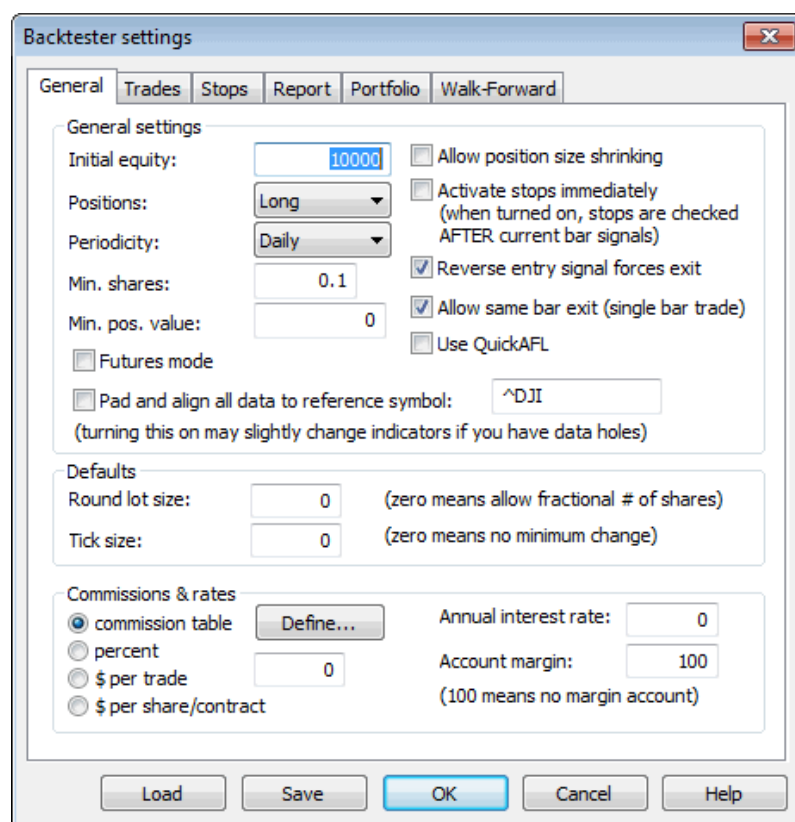 Backtester settings
General Trades Stops Report Portfolio Walk-Forward
General settings
Initial equity: 10000
Positions: Long
Periodicity: Daily
Min. shares: 0.1
Min. pos. value: 0
Futures mode
Allow position size shrinking
Activate stops immediately
(when turned on, stops are checked
AFTER current bar signals)
Reverse entry signal forces exit
Allow same bar exit (single bar trade)
Use QuickAFL
Pad and align all data to reference symbol: ^DJI
(turning this on may slightly change indicators if you have data holes)
Defaults
Round lot size: 0 (zero means allow fractional # of shares)
Tick size: 0 (zero means no minimum change)
Commissions & rates
commission table Define...
percent
$ per trade 0
$ per share/contract
Annual interest rate: 0
Account margin: 100
(100 means no margin account)
Load Save OK Cancel Help